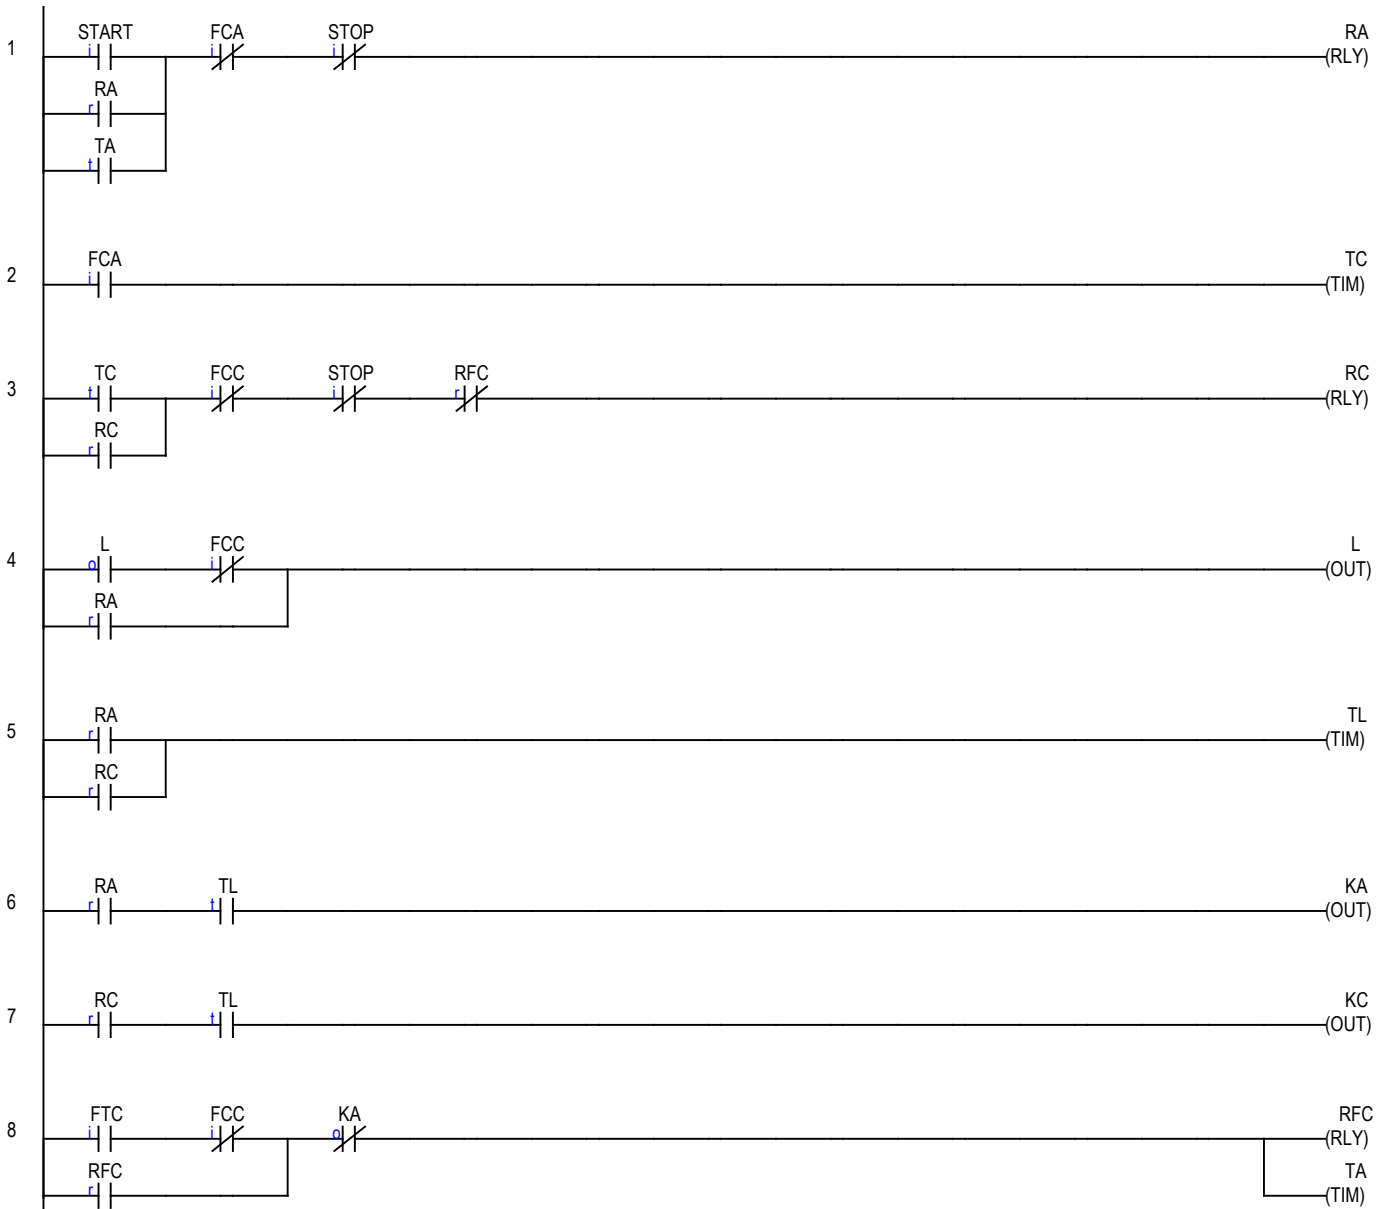 START FCA STOP RA
1 i i i (RLY)
RA
r
TA
t
FCA TC
2 i (TIM)
TC FCC STOP RFC RC
3 t i i r (RLY)
RC
r
L FCC L
4 o i (OUT)
RA
r
RA TL
5 r (TIM)
RC
r
RA TL KA
6 r t (OUT)
RC TL KC
7 r t (OUT)
FTC FCC KA RFC
8 i i o (RLY)
RFC TA
r (TIM)